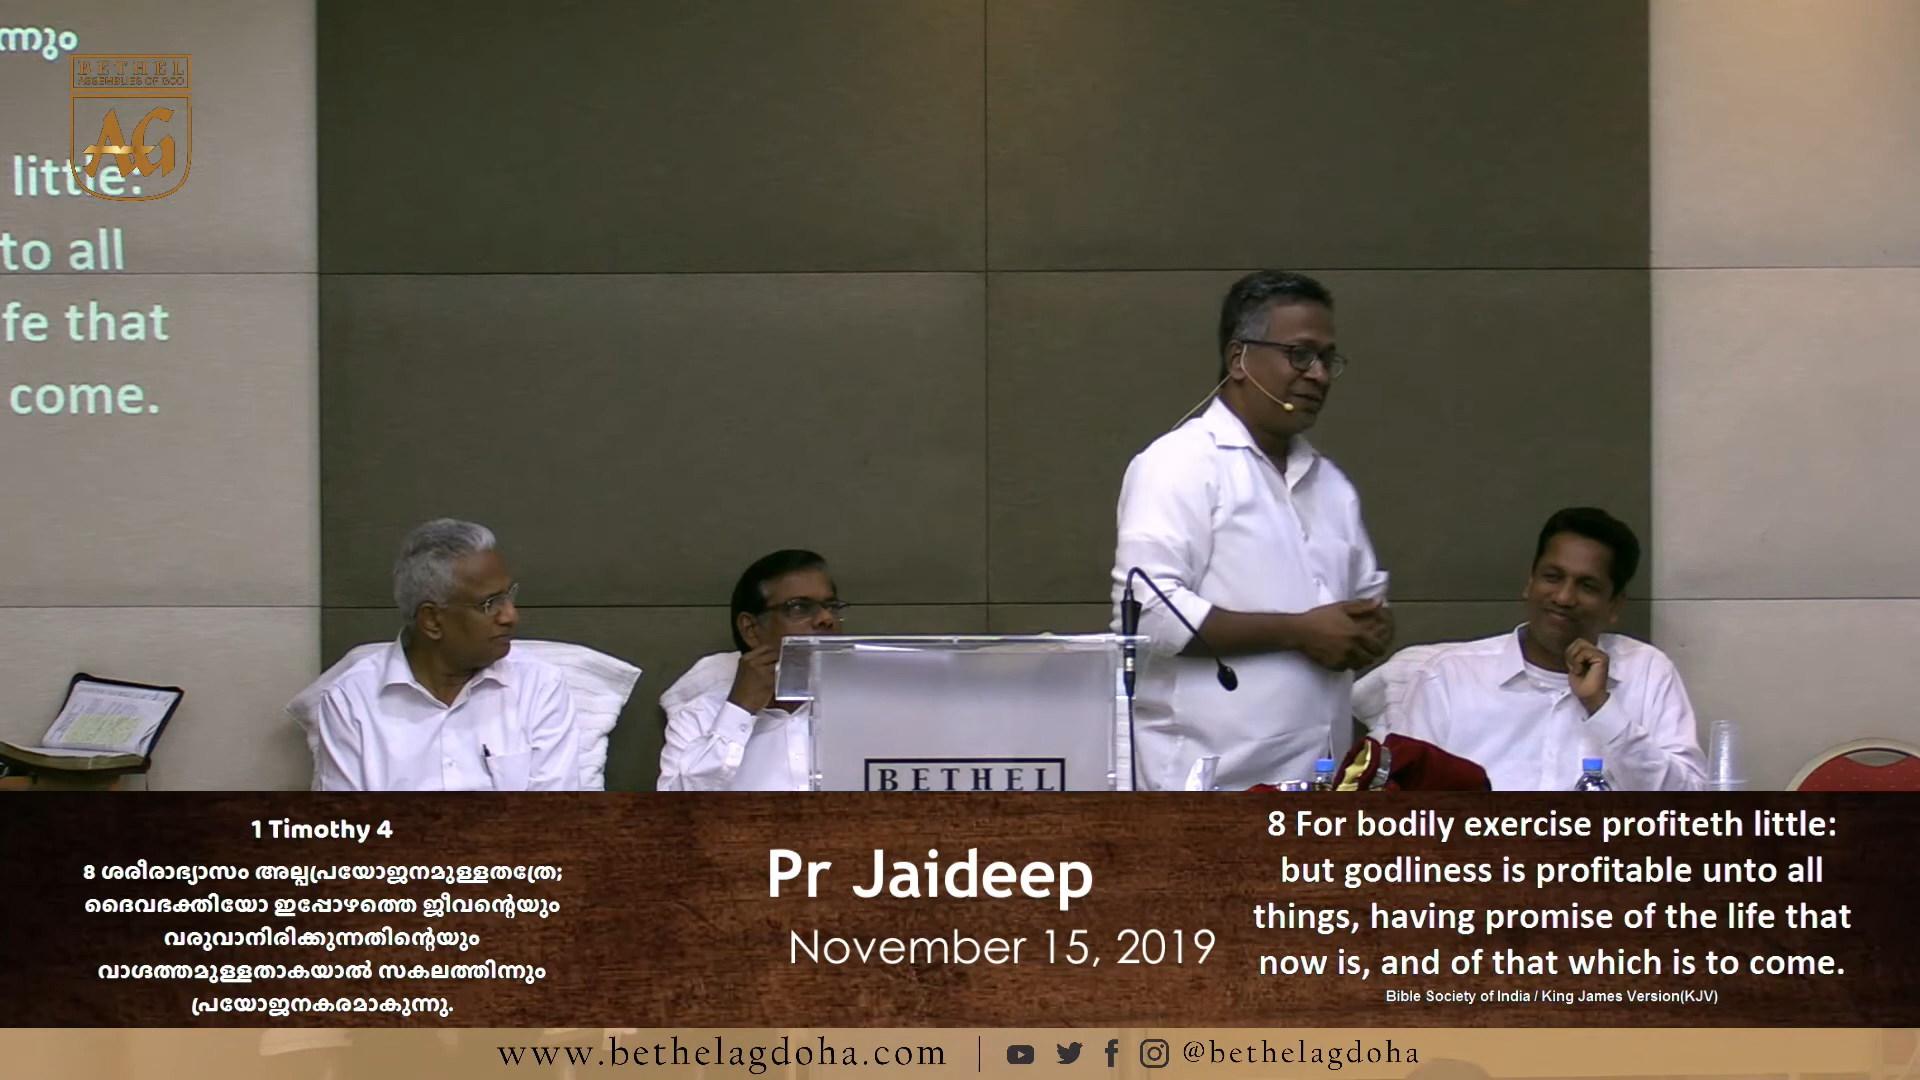 ന്നും
BETHEL
ASSEMBLIES OF GOD
AG
little:
to all
fe that
come.
BETHEL
1 Timothy 4
8 ശരീരാഭ്യാസം അല്പപ്രയോജനമുള്ളതത്രേ;
ദൈവഭക്തിയോ ഇപ്പോഴത്തെ ജീവന്റെയും
വരുവാനിരിക്കുന്നതിന്റെയും
വാഗ്ദത്തമുള്ളതാകയാൽ സകലത്തിന്നും
പ്രയോജനകരമാകുന്നു.
Pr Jaideep
November 15, 2019
8 For bodily exercise profiteth little:
but godliness is profitable unto all
things, having promise of the life that
now is, and of that which is to come.
Bible Society of India / King James Version(KJV)
www.bethelagdoha.com
@bethelagdoha